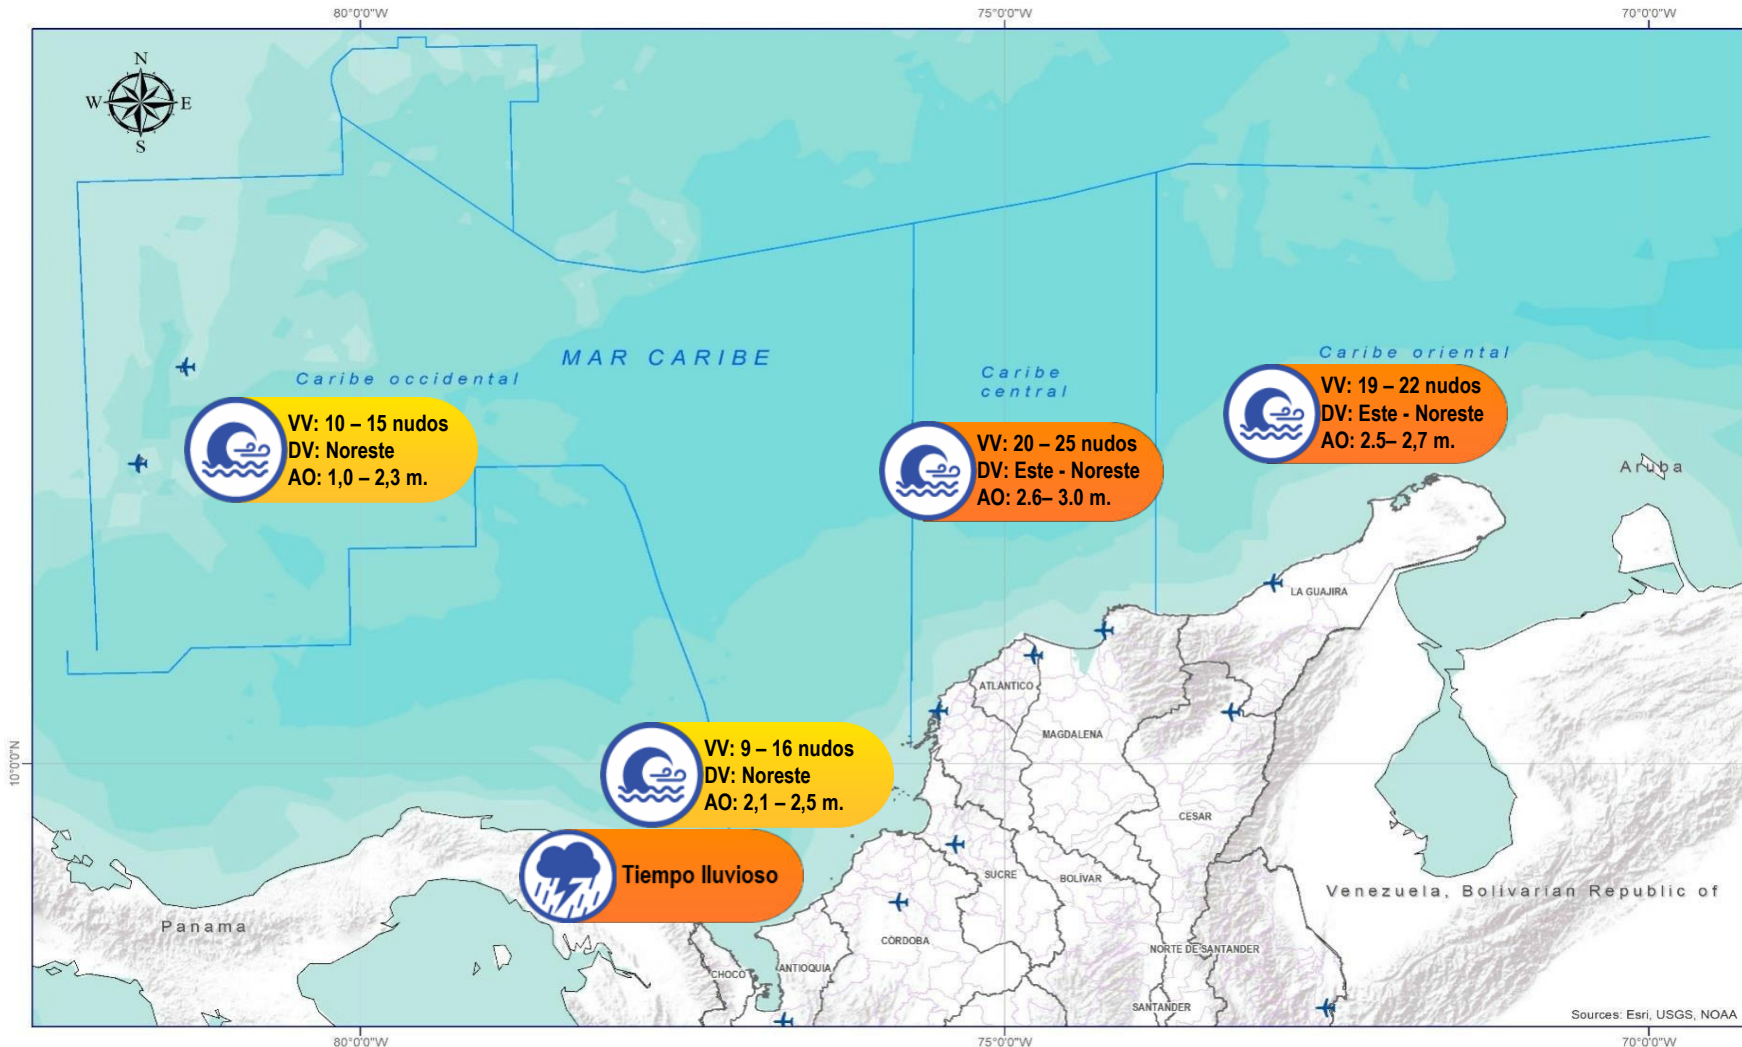 80°0'0"W
75°0'0"W
70°0'0"W
N
W
E
S
MAR CARIBE
Caribe occidental
Caribe
central
Caribe oriental
VV: 19 – 22 nudos
DV: Este - Noreste
AO: 2.5– 2,7 m.
VV: 10 – 15 nudos
DV: Noreste
AO: 1,0 – 2,3 m.
VV: 20 – 25 nudos
DV: Este - Noreste
AO: 2.6– 3.0 m.
Aruba
LA GUAJIRA
ATLANTICO
MAGDALENA
10°0'0"N
VV: 9 – 16 nudos
DV: Noreste
AO: 2,1 – 2,5 m.
CESAR
Tiempo lluvioso
SUCRE
BOLÍVAR
Venezuela, Bolivarian Republic of
Panama
CÓRDOBA
NORTE DE SANTANDER
CHOCO
ANTIOQUIA
SANTANDER
Sources: Esri, USGS, NOAA
80°0'0"W
75°0'0"W
70°0'0"W